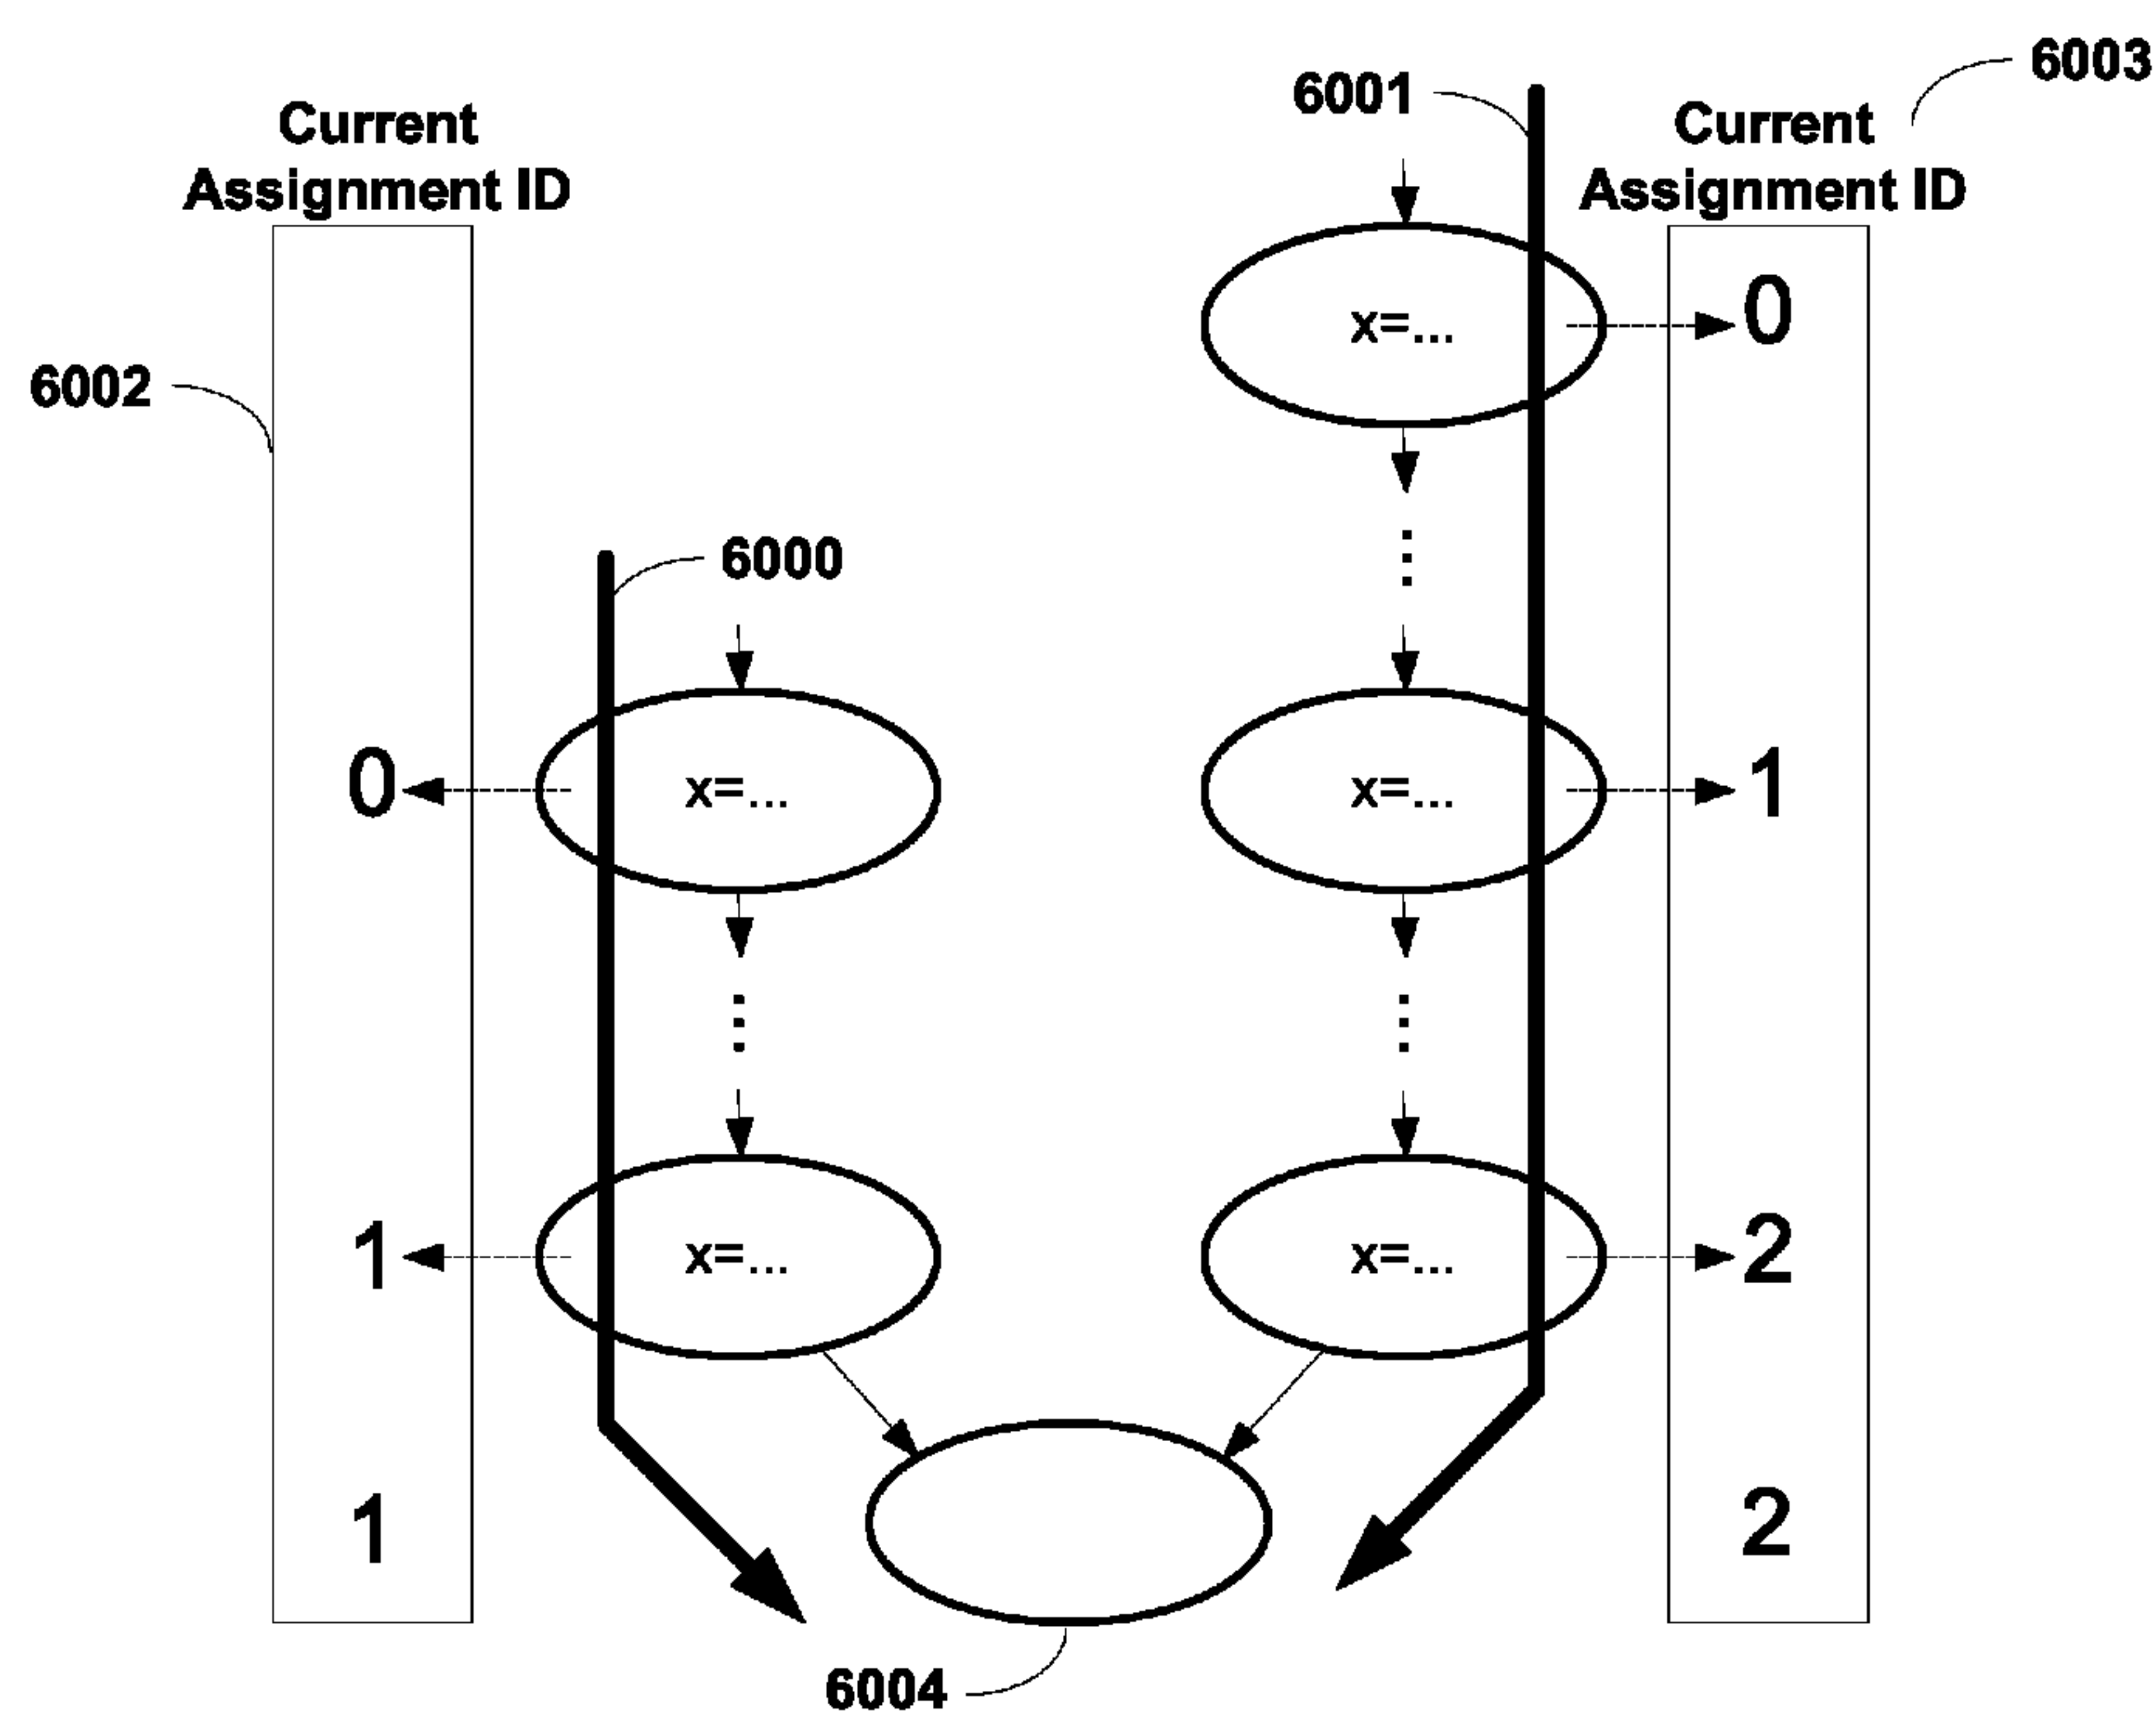 6003
6001
Current
Assignment ID
Current
Assignment ID
0
x=...
6002
6000
0
x=...
x=...
1
1
x=...
x=...
2
1
2
6004